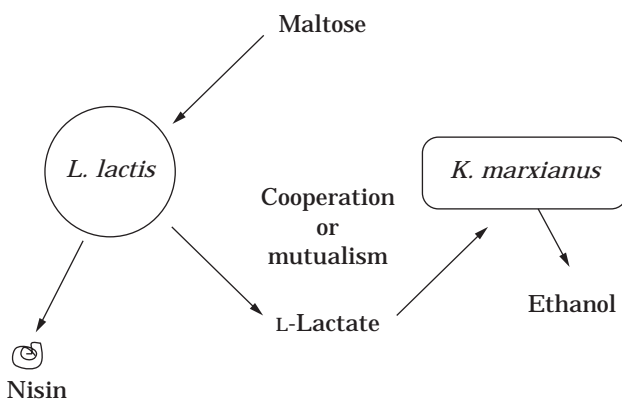 Maltose
L. lactis
K. marxianus
Cooperation
or
mutualism
L-Lactate
Ethanol
Nisin